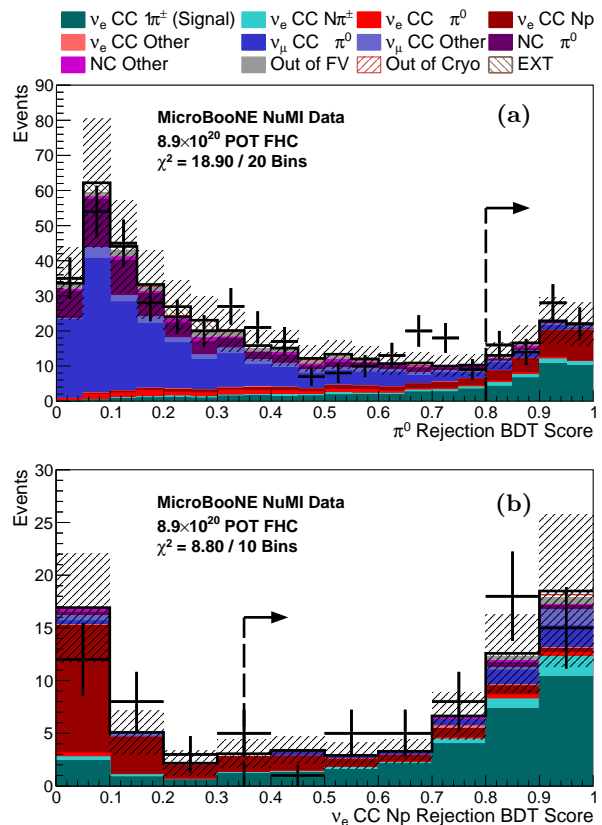 νe CC 1π± (Signal) νe CC Nπ± νe CC π0 νe CC Np
νe CC Other νμ CC π0 νμ CC Other NC π0
NC Other Out of FV Out of Cryo EXT
Events
90
80
70
60
50
40
30
20
10
0
MicroBooNE NuMI Data
8.9×10²⁰ POT FHC
χ² = 18.90 / 20 Bins
(a)
0 0.1 0.2 0.3 0.4 0.5 0.6 0.7 0.8 0.9 1
π⁰ Rejection BDT Score
Events
30
25
20
15
10
5
0
MicroBooNE NuMI Data
8.9×10²⁰ POT FHC
χ² = 8.80 / 10 Bins
(b)
0 0.1 0.2 0.3 0.4 0.5 0.6 0.7 0.8 0.9 1
νe CC Np Rejection BDT Score